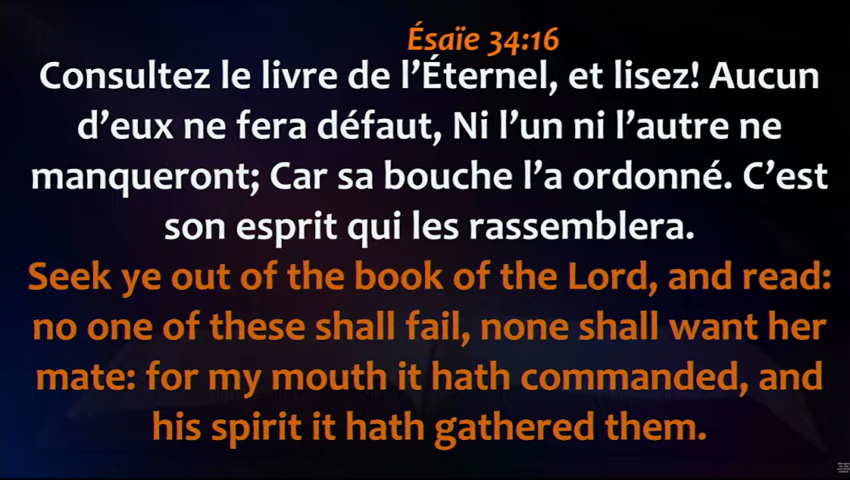 Ésaïe 34:16
Consultez le livre de l’Éternel, et lisez! Aucun
d’eux ne fera défaut, Ni l’un ni l’autre ne
manqueront; Car sa bouche l’a ordonné. C’est
son esprit qui les rassemblera.
Seek ye out of the book of the Lord, and read:
no one of these shall fail, none shall want her
mate: for my mouth it hath commanded, and
his spirit it hath gathered them.